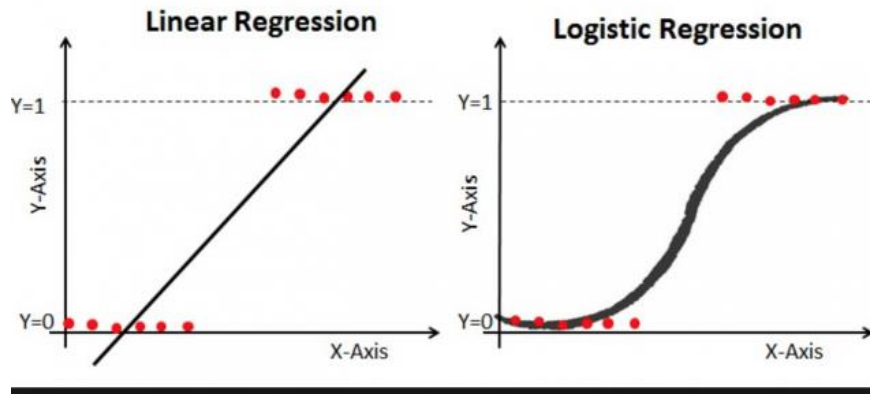 Linear Regression
Y=1
Y-Axis
Y=0
X-Axis
Logistic Regression
Y=1
Y-Axis
Y=0
X-Axis